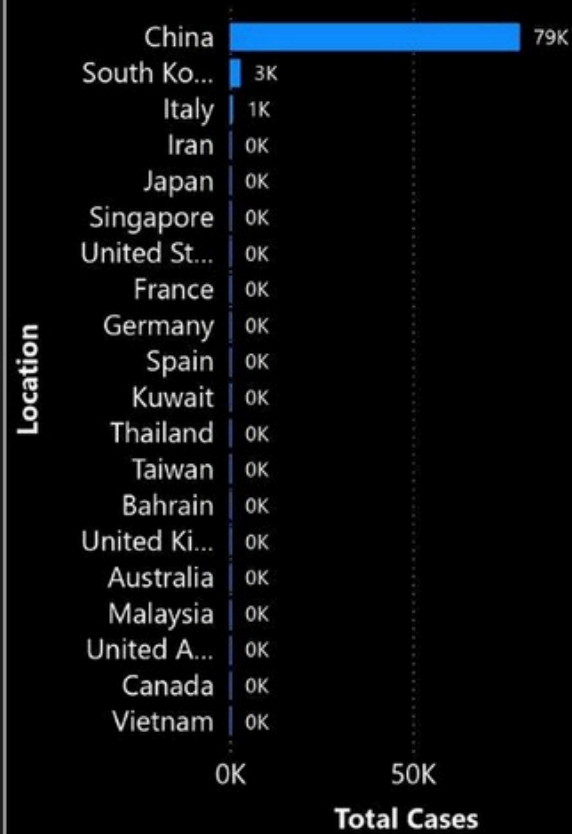 Location
China 79K
South Ko... 3K
Italy 1K
Iran 0K
Japan 0K
Singapore 0K
United St... 0K
France 0K
Germany 0K
Spain 0K
Kuwait 0K
Thailand 0K
Taiwan 0K
Bahrain 0K
United Ki... 0K
Australia 0K
Malaysia 0K
United A... 0K
Canada 0K
Vietnam 0K
0K 50K
Total Cases